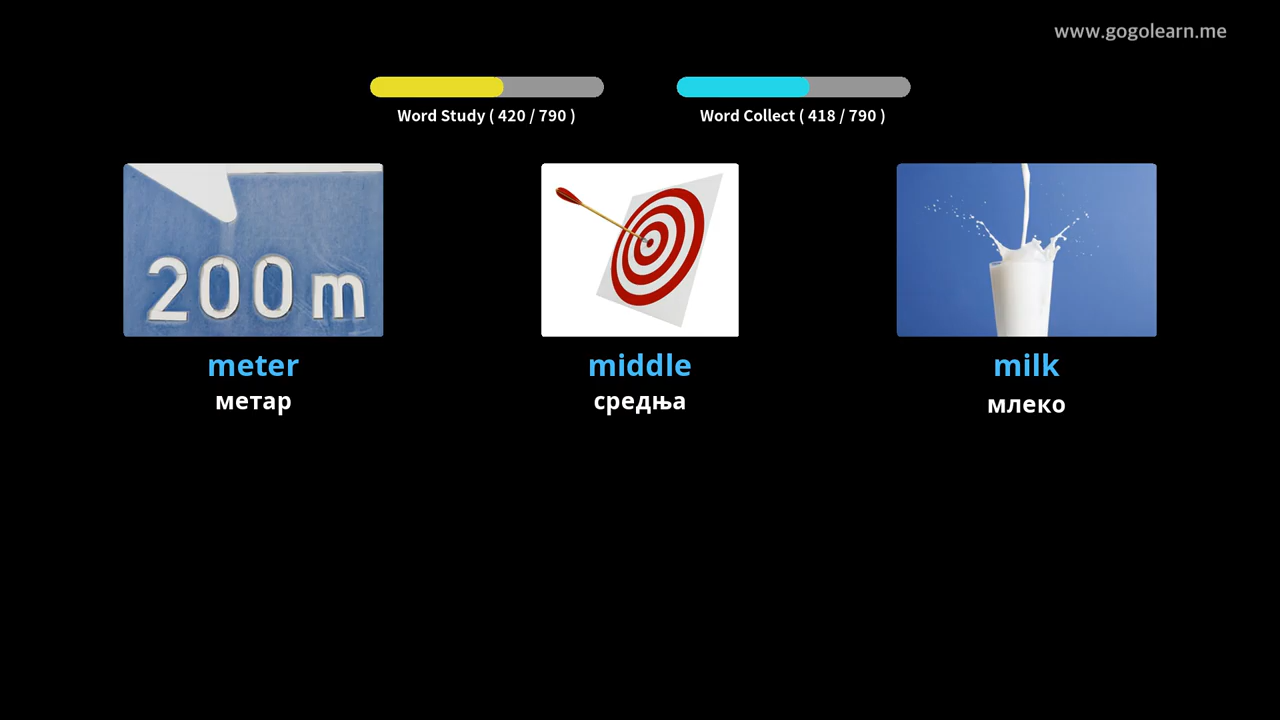 www.gogolearn.me
Word Study ( 420 / 790 )
Word Collect ( 418 / 790 )
200m
meter
метар
middle
средња
milk
млеко